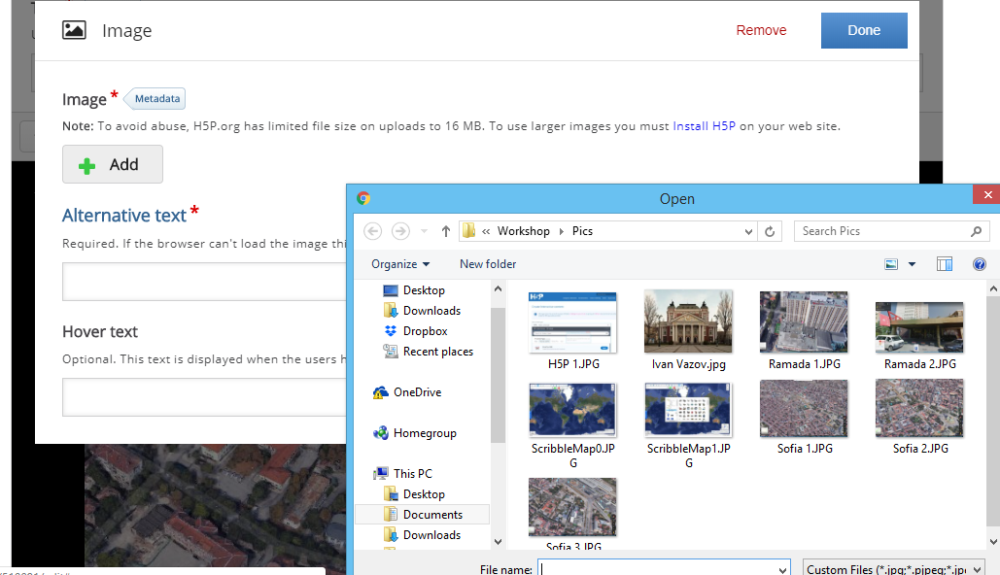 Image
Remove
Done
Image *
Metadata
Note: To avoid abuse, H5P.org has limited file size on uploads to 16 MB. To use larger images you must Install H5P on your web site.
Add
Alternative text *
Required. If the browser can't load the image thi
Hover text
Optional. This text is displayed when the users h
Open
« Workshop Pics
Search Pics
Organize
New folder
Desktop
Downloads
Dropbox
Recent places
OneDrive
Homegroup
This PC
Desktop
Documents
Downloads
H5P
H5P 1.JPG
Ivan Vazov.jpg
Ramada 1.JPG
Ramada 2.JPG
ScribbleMap0.JP
G
ScribbleMap1.JP
G
Sofia 1.JPG
Sofia 2.JPG
Sofia 3.JPG
File name:
Custom Files (*.jpg;*.pjpeg;*.jp